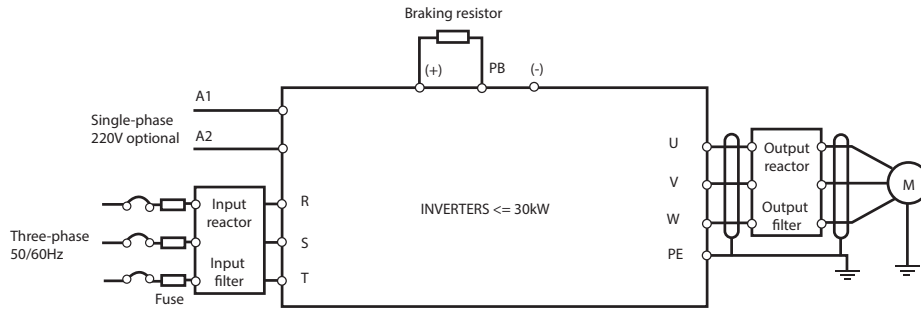 Braking resistor
(+)
PB
(-)
A1
Single-phase
220V optional
A2
U
Output
reactor
V
M
R
Input
reactor
INVERTERS <= 30kW
W
Output
filter
Three-phase
50/60Hz
S
PE
Input
filter
T
Fuse